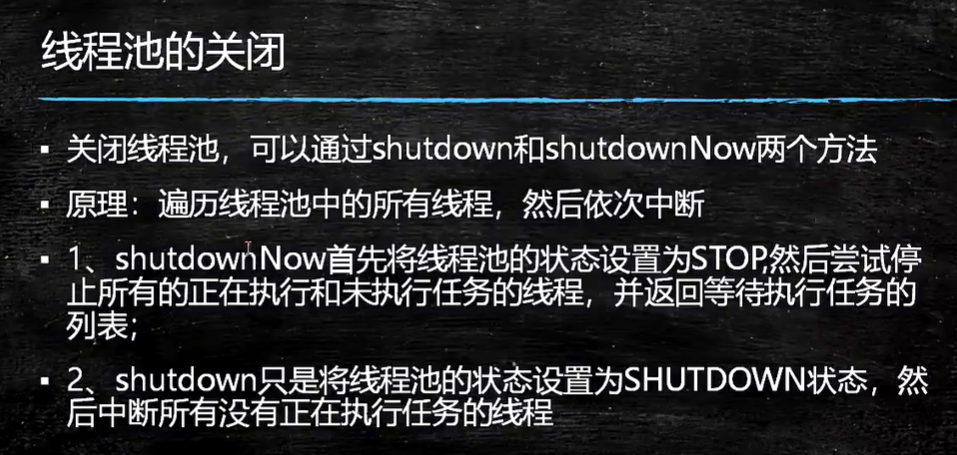 线程池的关闭
▪ 关闭线程池，可以通过shutdown和shutdownNow两个方法
▪ 原理：遍历线程池中的所有线程，然后依次中断
▪ 1、shutdownNow首先将线程池的状态设置为STOP,然后尝试停
止所有的正在执行和未执行任务的线程，并返回等待执行任务的
列表；
▪ 2、shutdown只是将线程池的状态设置为SHUTDOWN状态，然
后中断所有没有正在执行任务的线程